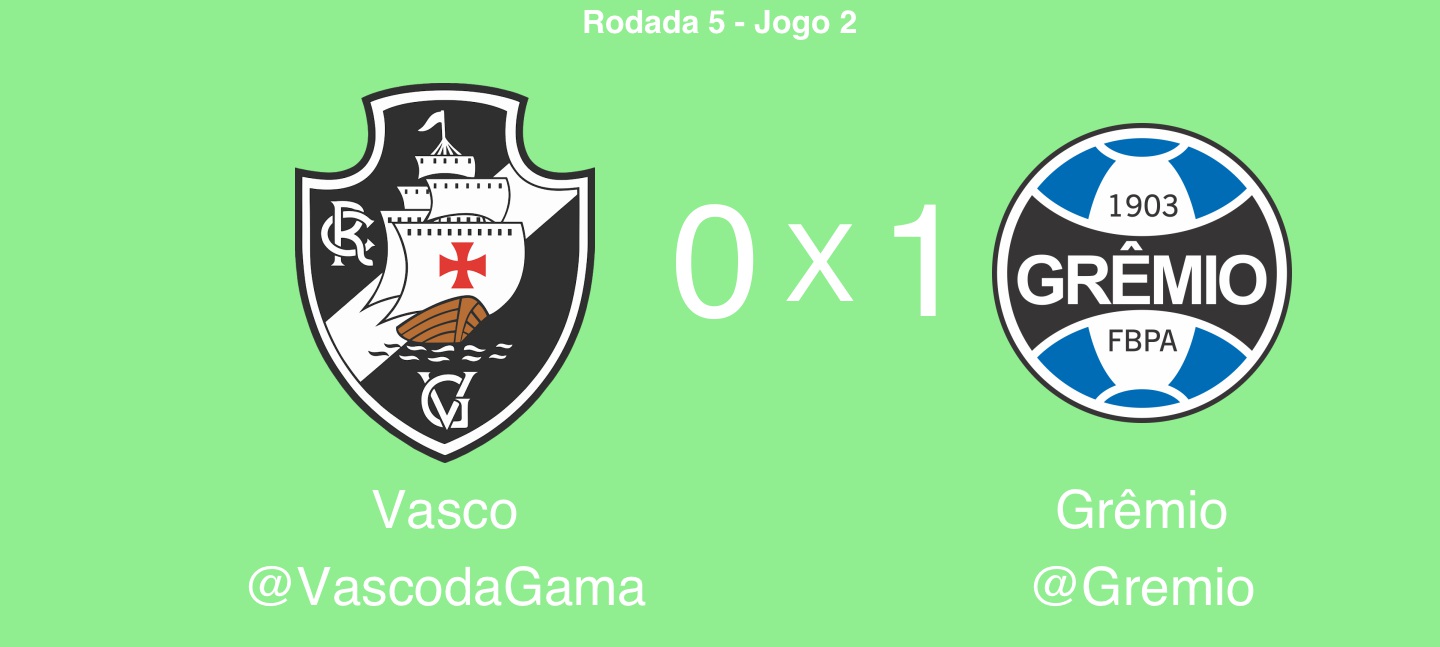 Rodada 5 - Jogo 2
0 x 1
1903
GRÊMIO
FBPA
Vasco
Grêmio
@VascodaGama
@Gremio